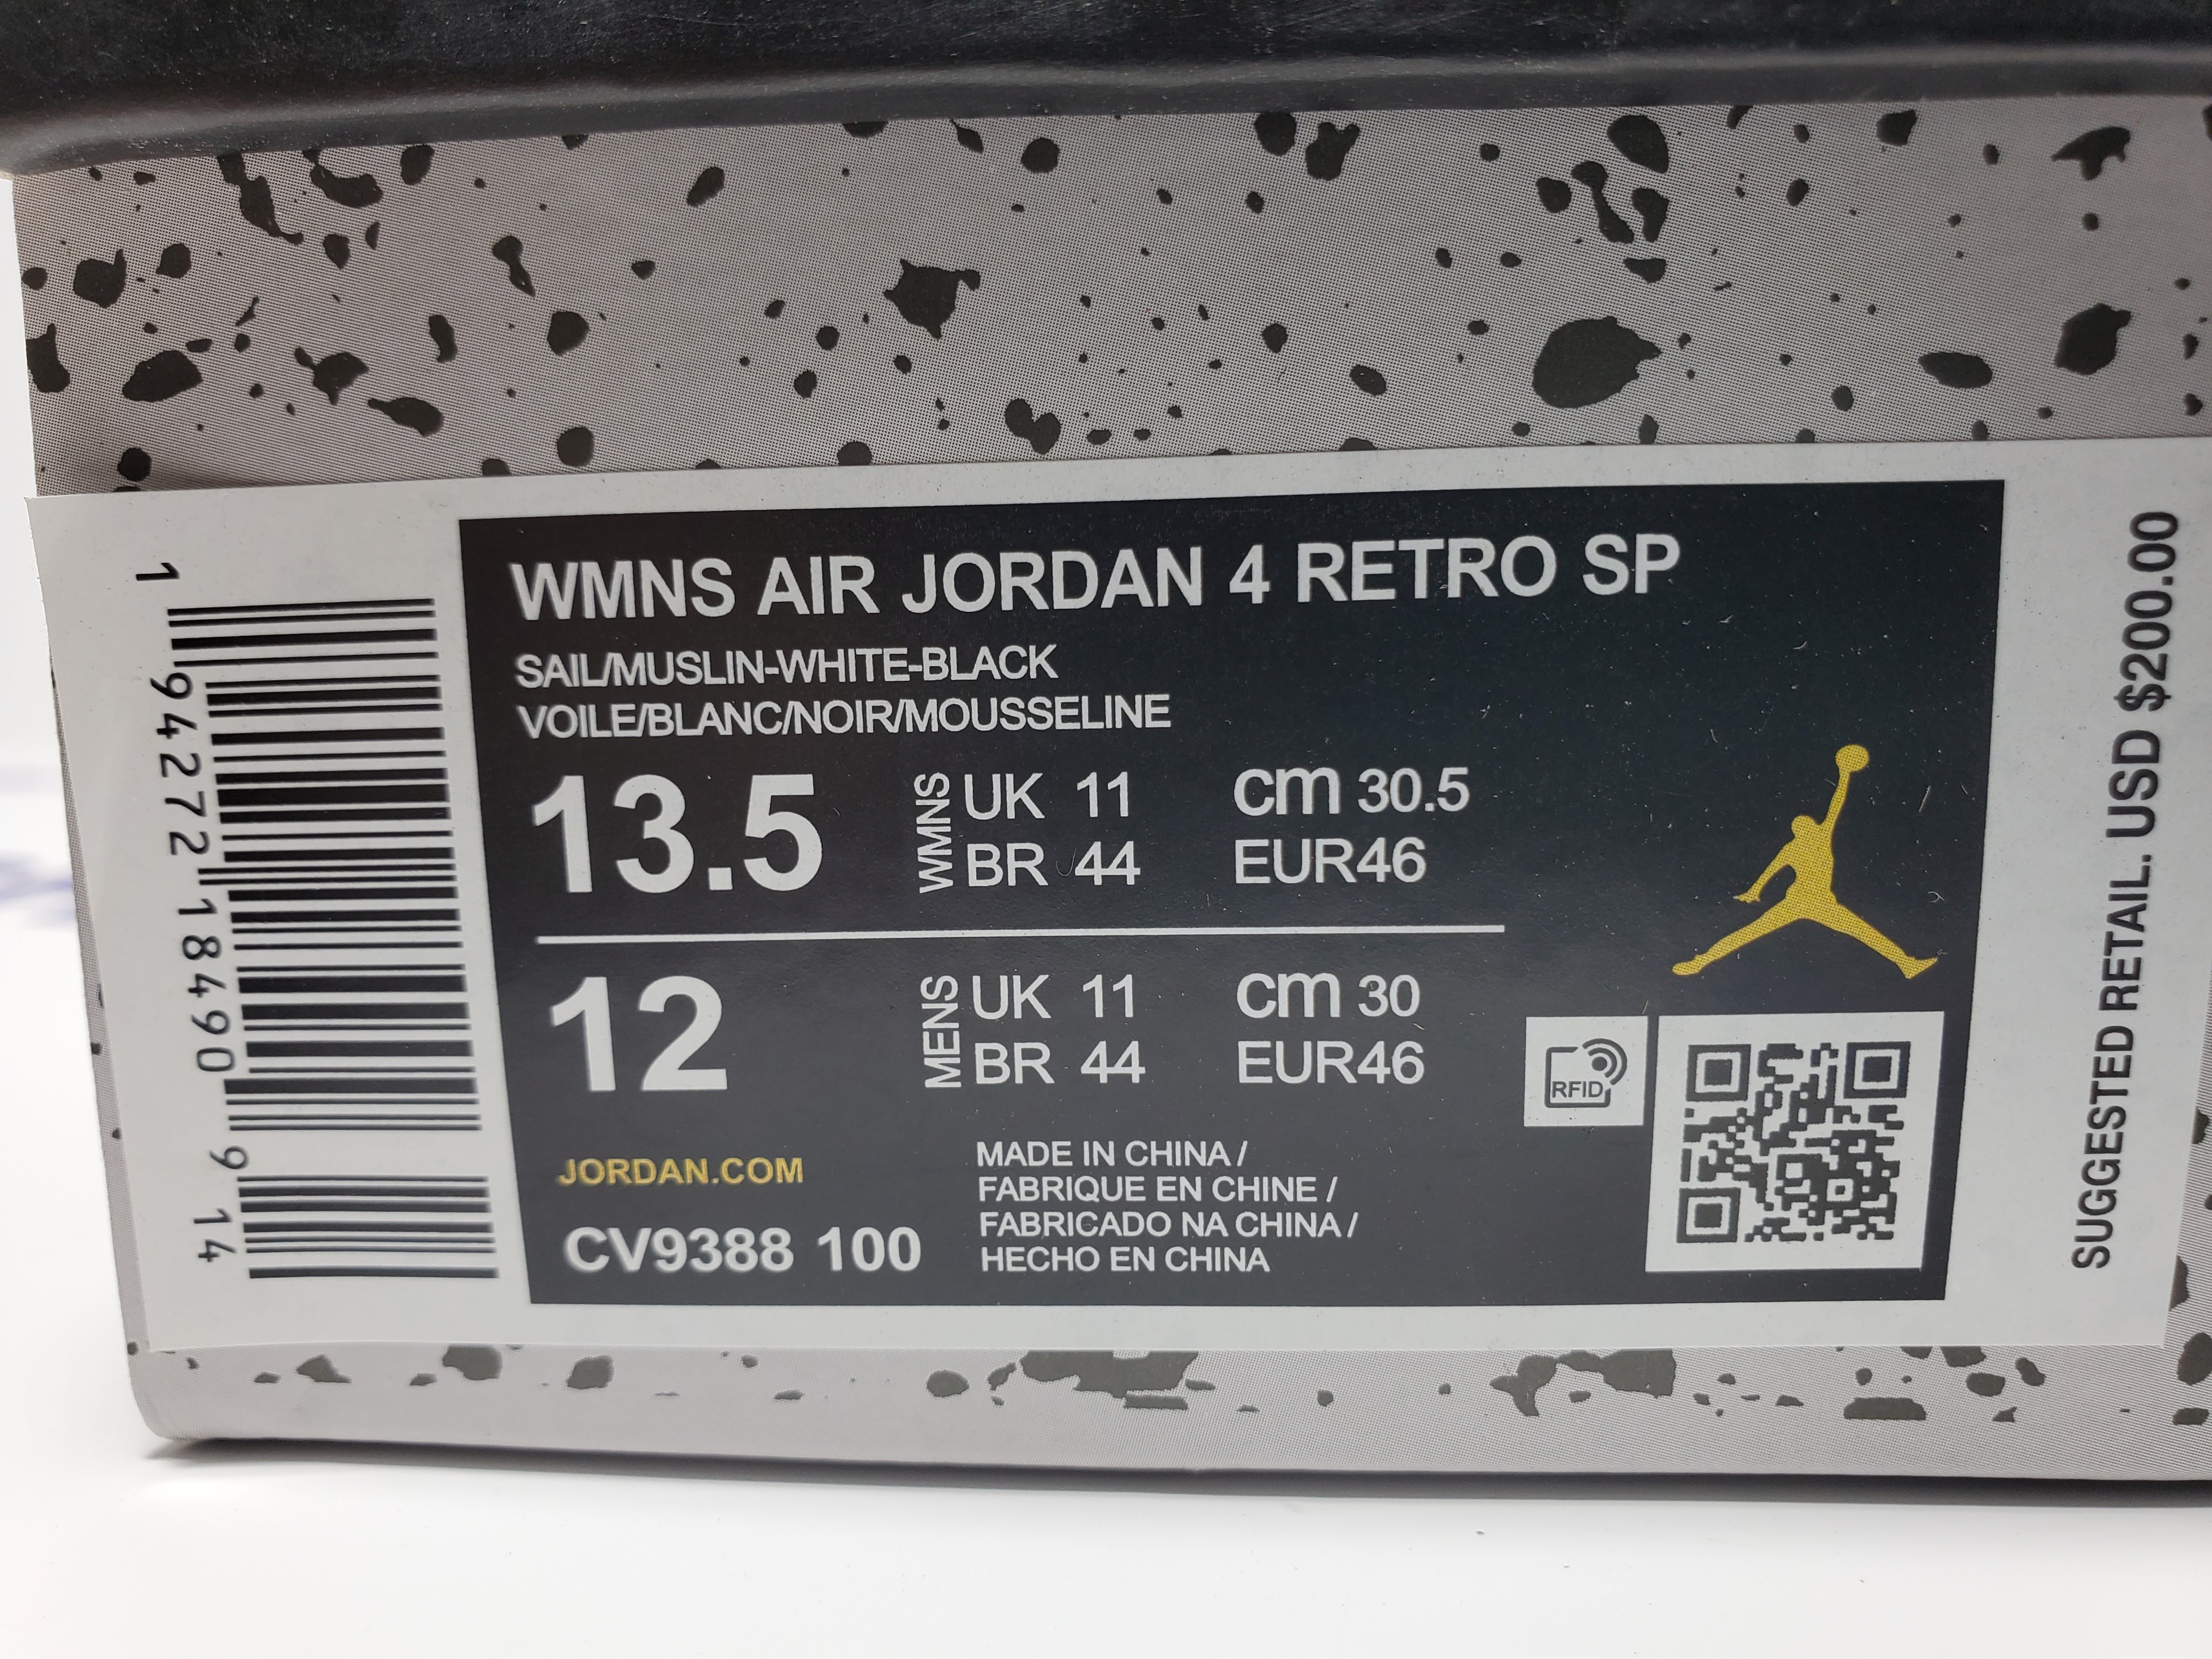 WMNS AIR JORDAN 4 RETRO SP
SAIL/MUSLIN-WHITE-BLACK
VOILE/BLANC/NOIR/MOUSSELINE
13.5 WMNS UK 11 cm 30.5
BR 44 EUR46
12 MENS UK 11 cm 30
BR 44 EUR46
JORDAN.COM
CV9388 100
MADE IN CHINA /
FABRIQUE EN CHINE /
FABRICADO NA CHINA /
HECHO EN CHINA
RFID
1 94272 18490 9 14
SUGGESTED RETAIL. USD $200.00